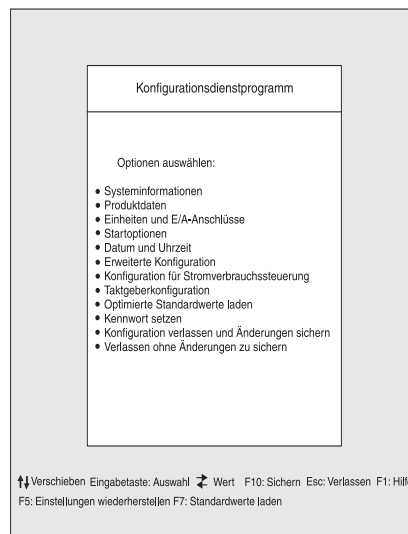 Konfigurationsdienstprogramm
Optionen auswählen:
• Systeminformationen
• Produktdaten
• Einheiten und E/A-Anschlüsse
• Startoptionen
• Datum und Uhrzeit
• Erweiterte Konfiguration
• Konfiguration für Stromverbrauchssteuerung
• Taktgeberkonfiguration
• Optimierte Standardwerte laden
• Kennwort setzen
• Konfiguration verlassen und Änderungen sichern
• Verlassen ohne Änderungen zu sichern
Verschieben Eingabetaste: Auswahl Wert F10: Sichern Esc: Verlassen F1: Hilfe
F5: Einstellungen wiederherstellen F7: Standardwerte laden